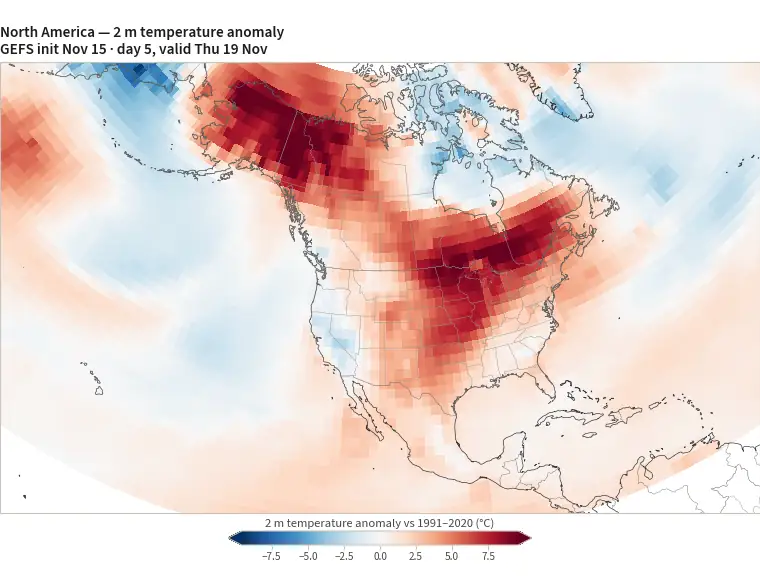 North America — 2 m temperature anomaly
GEFS init Nov 15 · day 5, valid Thu 19 Nov
2 m temperature anomaly vs 1991–2020 (°C)
−7.5 −5.0 −2.5 0.0 2.5 5.0 7.5